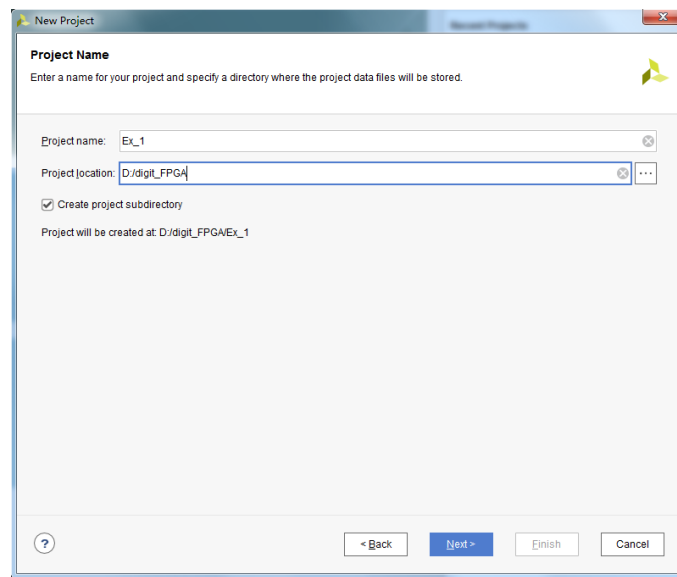 New Project
Recent Projects
Project Name
Enter a name for your project and specify a directory where the project data files will be stored.
Project name: Ex_1
Project location: D:/digit_FPGA
Create project subdirectory
Project will be created at: D:/digit_FPGA/Ex_1
? < Back Next > Finish Cancel